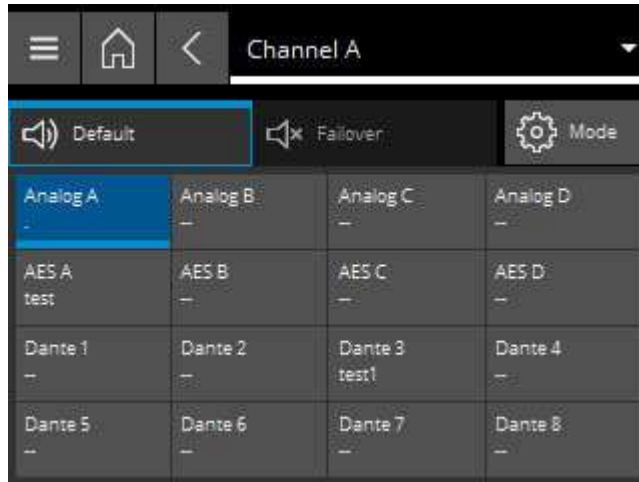 Channel A
Default Failover Mode
Analog A Analog B Analog C Analog D
. -- -- --
AES A AES B AES C AES D
test -- -- --
Dante 1 Dante 2 Dante 3 Dante 4
-- -- test1 --
Dante 5 Dante 6 Dante 7 Dante 8
-- -- -- --